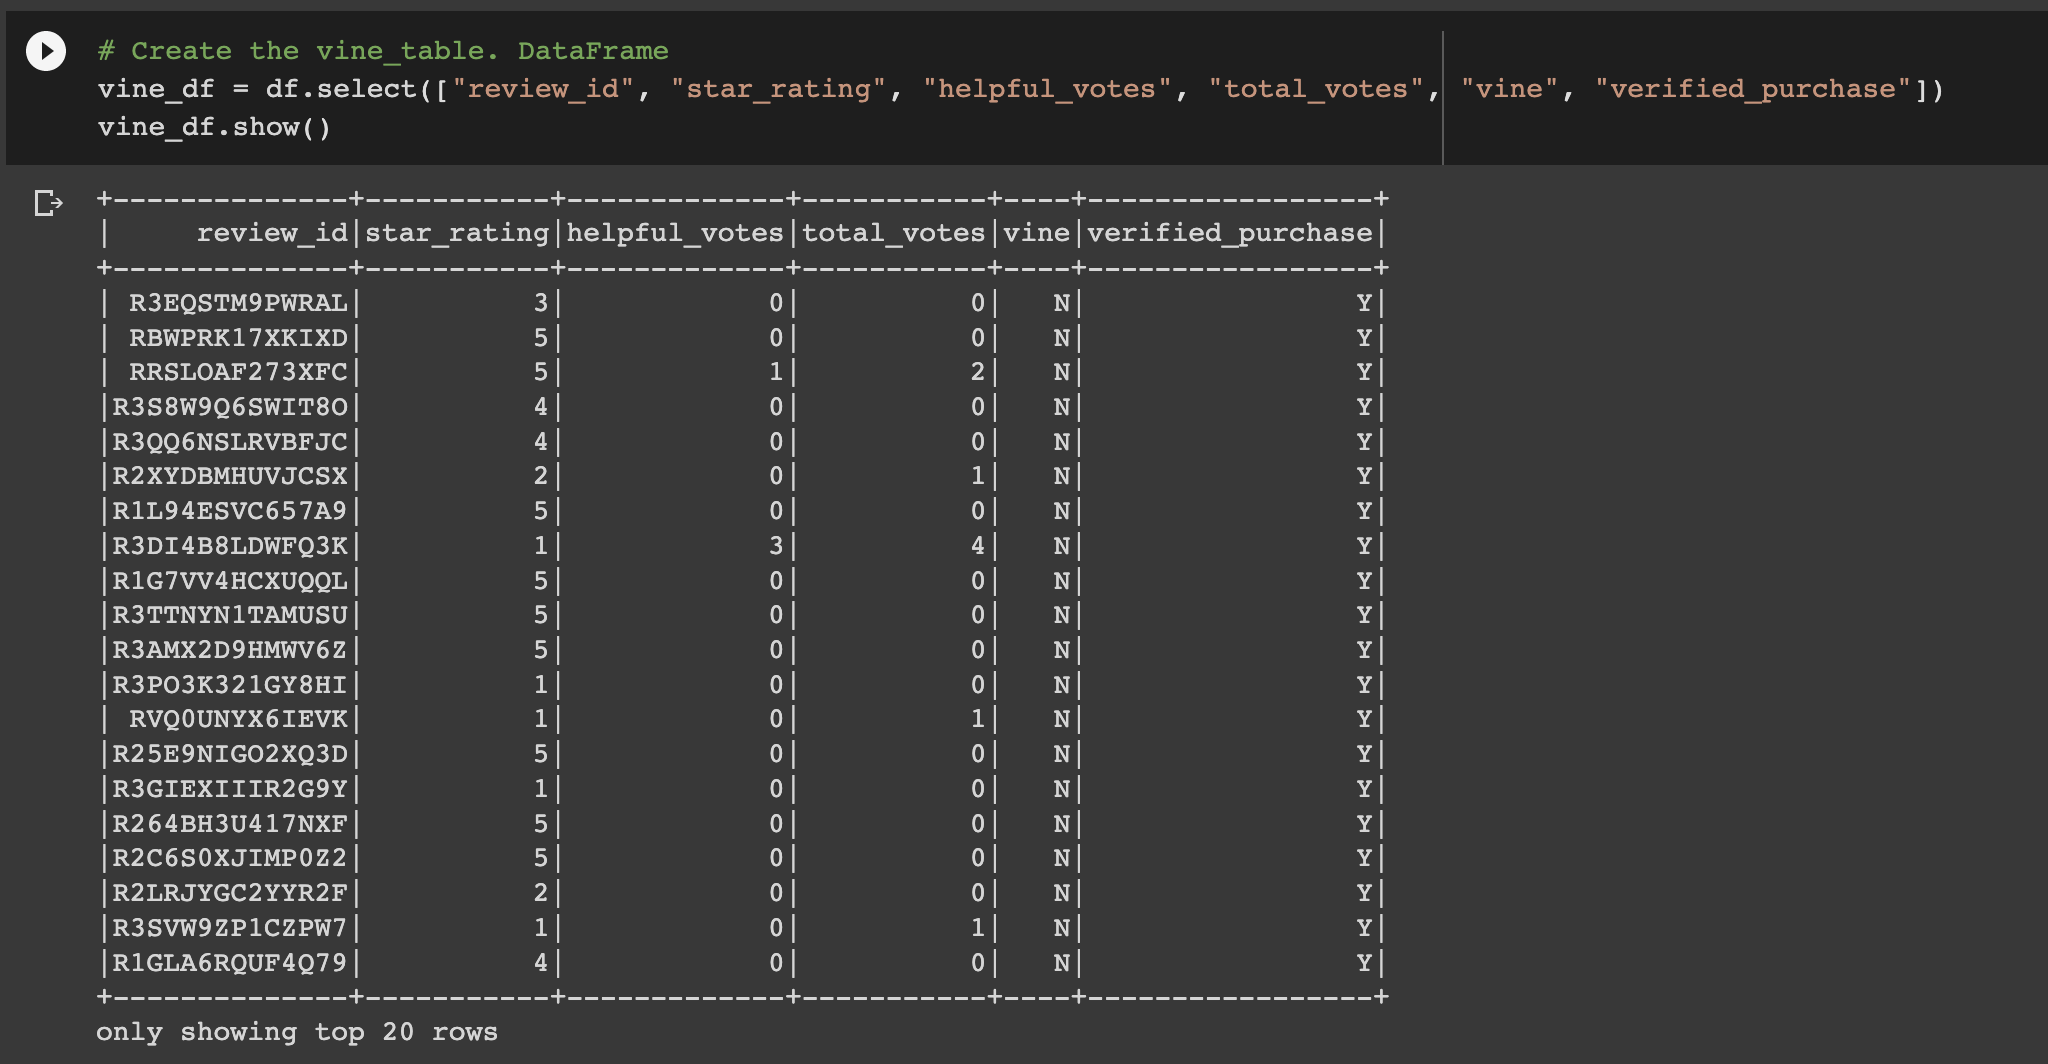 # Create the vine_table. DataFrame
vine_df = df.select(["review_id", "star_rating", "helpful_votes", "total_votes", "vine", "verified_purchase"])
vine_df.show()
+--------------+-----------+-------------+-----------+----+-----------------+
|     review_id|star_rating|helpful_votes|total_votes|vine|verified_purchase|
+--------------+-----------+-------------+-----------+----+-----------------+
| R3EQSTM9PWRAL|          3|            0|          0|   N|                Y|
| RBWPRK17XKIXD|          5|            0|          0|   N|                Y|
| RRSLOAF273XFC|          5|            1|          2|   N|                Y|
|R3S8W9Q6SWIT8O|          4|            0|          0|   N|                Y|
|R3QQ6NSLRVBFJC|          4|            0|          0|   N|                Y|
|R2XYDBMHUVJCSX|          2|            0|          1|   N|                Y|
|R1L94ESVC657A9|          5|            0|          0|   N|                Y|
|R3DI4B8LDWFQ3K|          1|            3|          4|   N|                Y|
|R1G7VV4HCXUQQL|          5|            0|          0|   N|                Y|
|R3TTNYN1TAMUSU|          5|            0|          0|   N|                Y|
|R3AMX2D9HMWV6Z|          5|            0|          0|   N|                Y|
|R3PO3K321GY8HI|          1|            0|          0|   N|                Y|
| RVQ0UNYX6IEVK|          1|            0|          1|   N|                Y|
|R25E9NIGO2XQ3D|          5|            0|          0|   N|                Y|
|R3GIEXIIIR2G9Y|          1|            0|          0|   N|                Y|
|R264BH3U417NXF|          5|            0|          0|   N|                Y|
|R2C6S0XJIMP0Z2|          5|            0|          0|   N|                Y|
|R2LRJYGC2YYR2F|          2|            0|          0|   N|                Y|
|R3SVW9ZP1CZPW7|          1|            0|          1|   N|                Y|
|R1GLA6RQUF4Q79|          4|            0|          0|   N|                Y|
+--------------+-----------+-------------+-----------+----+-----------------+
only showing top 20 rows